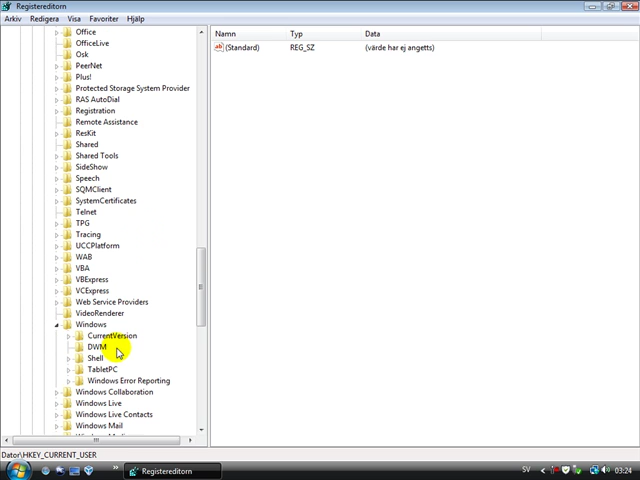 Registereditorn
Arkiv Redigera Visa Favoriter Hjälp
Office
OfficeLive
Osk
PeerNet
Plus!
Protected Storage System Provider
RAS AutoDial
Registration
Remote Assistance
ResKit
Shared
Shared Tools
SideShow
Speech
SQMClient
SystemCertificates
Telnet
TPG
Tracing
UCCPlatform
WAB
VBA
VBExpress
VCExpress
Web Service Providers
VideoRenderer
Windows
CurrentVersion
DWM
Shell
TabletPC
Windows Error Reporting
Windows Collaboration
Windows Live
Windows Live Contacts
Windows Mail
Namn Typ Data
ab (Standard) REG_SZ (värde har ej angetts)
Dator\HKEY_CURRENT_USER
Registereditorn
SV
03:24